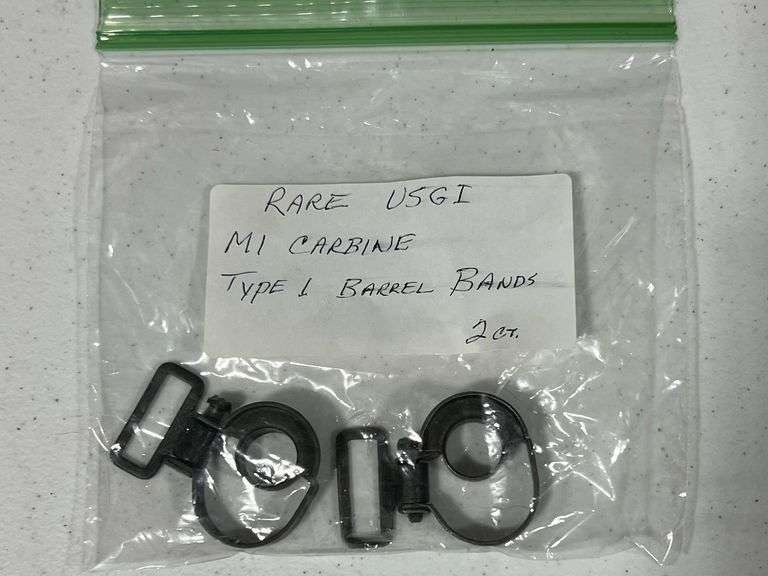 RARE USGI
M1 CARBINE
TYPE 1 BARREL BANDS
2 CT.